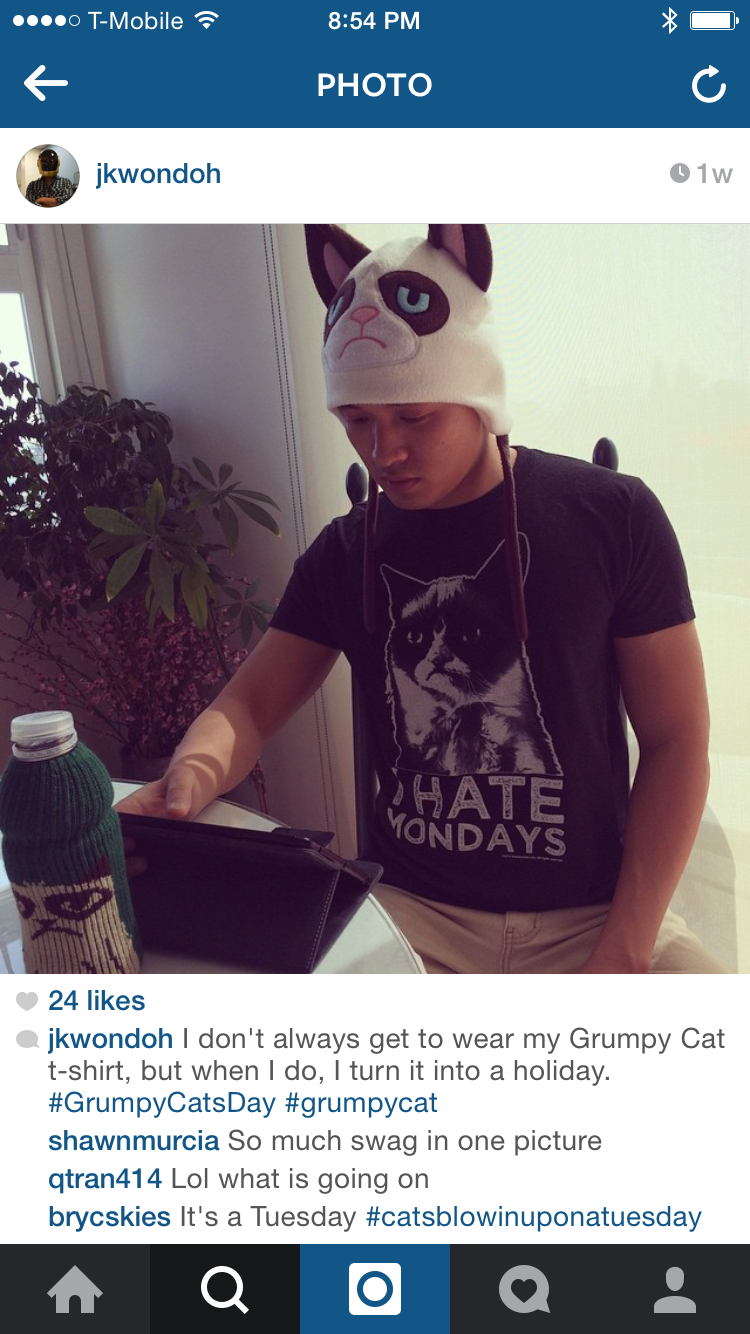 T-Mobile 8:54 PM
PHOTO
jkwondoh 1w
I HATE
MONDAYS
24 likes
jkwondoh I don't always get to wear my Grumpy Cat
t-shirt, but when I do, I turn it into a holiday.
#GrumpyCatsDay #grumpycat
shawnmurcia So much swag in one picture
qtran414 Lol what is going on
brycskies It's a Tuesday #catsblowinuponatuesday